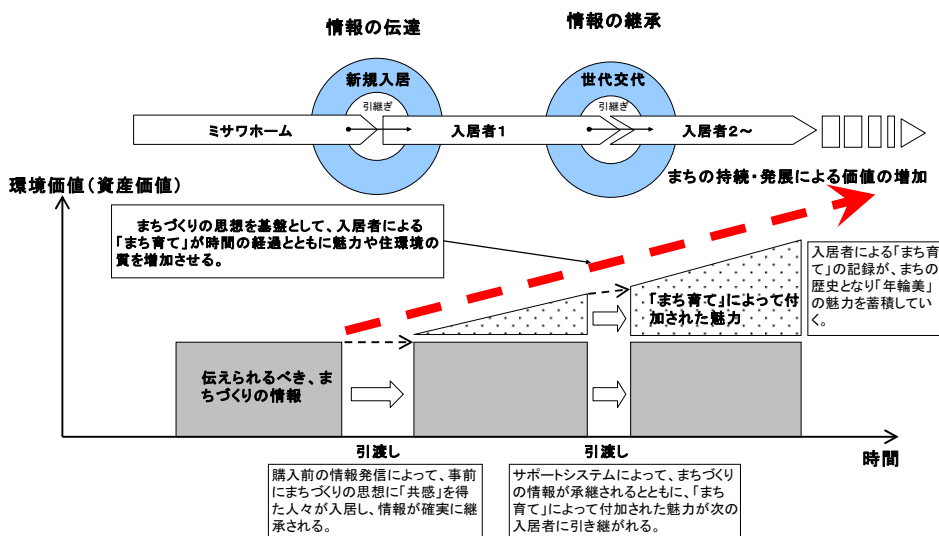 情報の伝達
情報の継承
新規入居
世代交代
引継ぎ
引継ぎ
ミサワホーム
入居者１
入居者２～
環境価値（資産価値）
まちの持続・発展による価値の増加
まちづくりの思想を基盤として、入居者による
「まち育て」が時間の経過とともに魅力や住環境の
質を増加させる。
入居者による「まち育
て」の記録が、まちの
歴史となり「年輪美」
の魅力を蓄積してい
く。
「まち育て」によって付
加された魅力
伝えられるべき、ま
ちづくりの情報
引渡し
引渡し
時間
購入前の情報発信によって、事前
にまちづくりの思想に「共感」を得
た人々が入居し、情報が確実に継
承される。
サポートシステムによって、まちづくり
の情報が承継されるとともに、「まち
育て」によって付加された魅力が次の
入居者に引き継がれる。